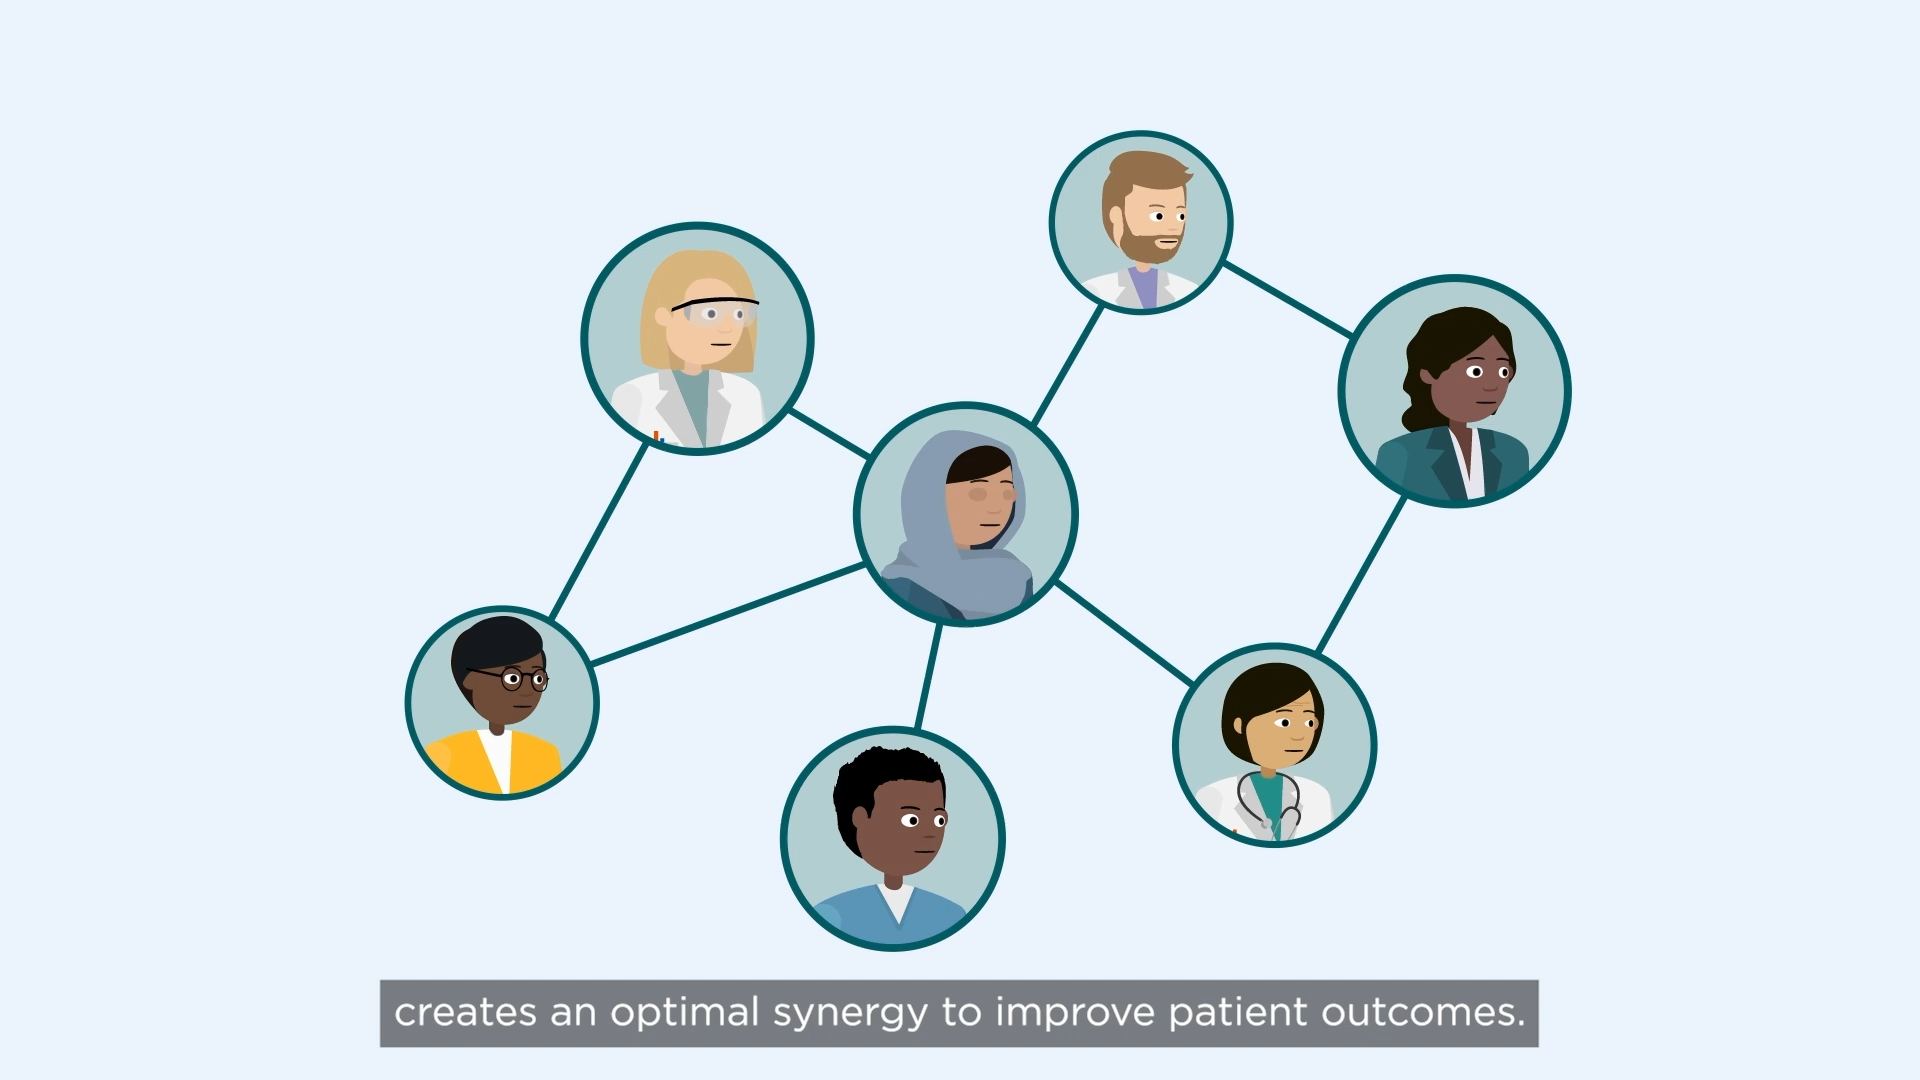 creates an optimal synergy to improve patient outcomes.